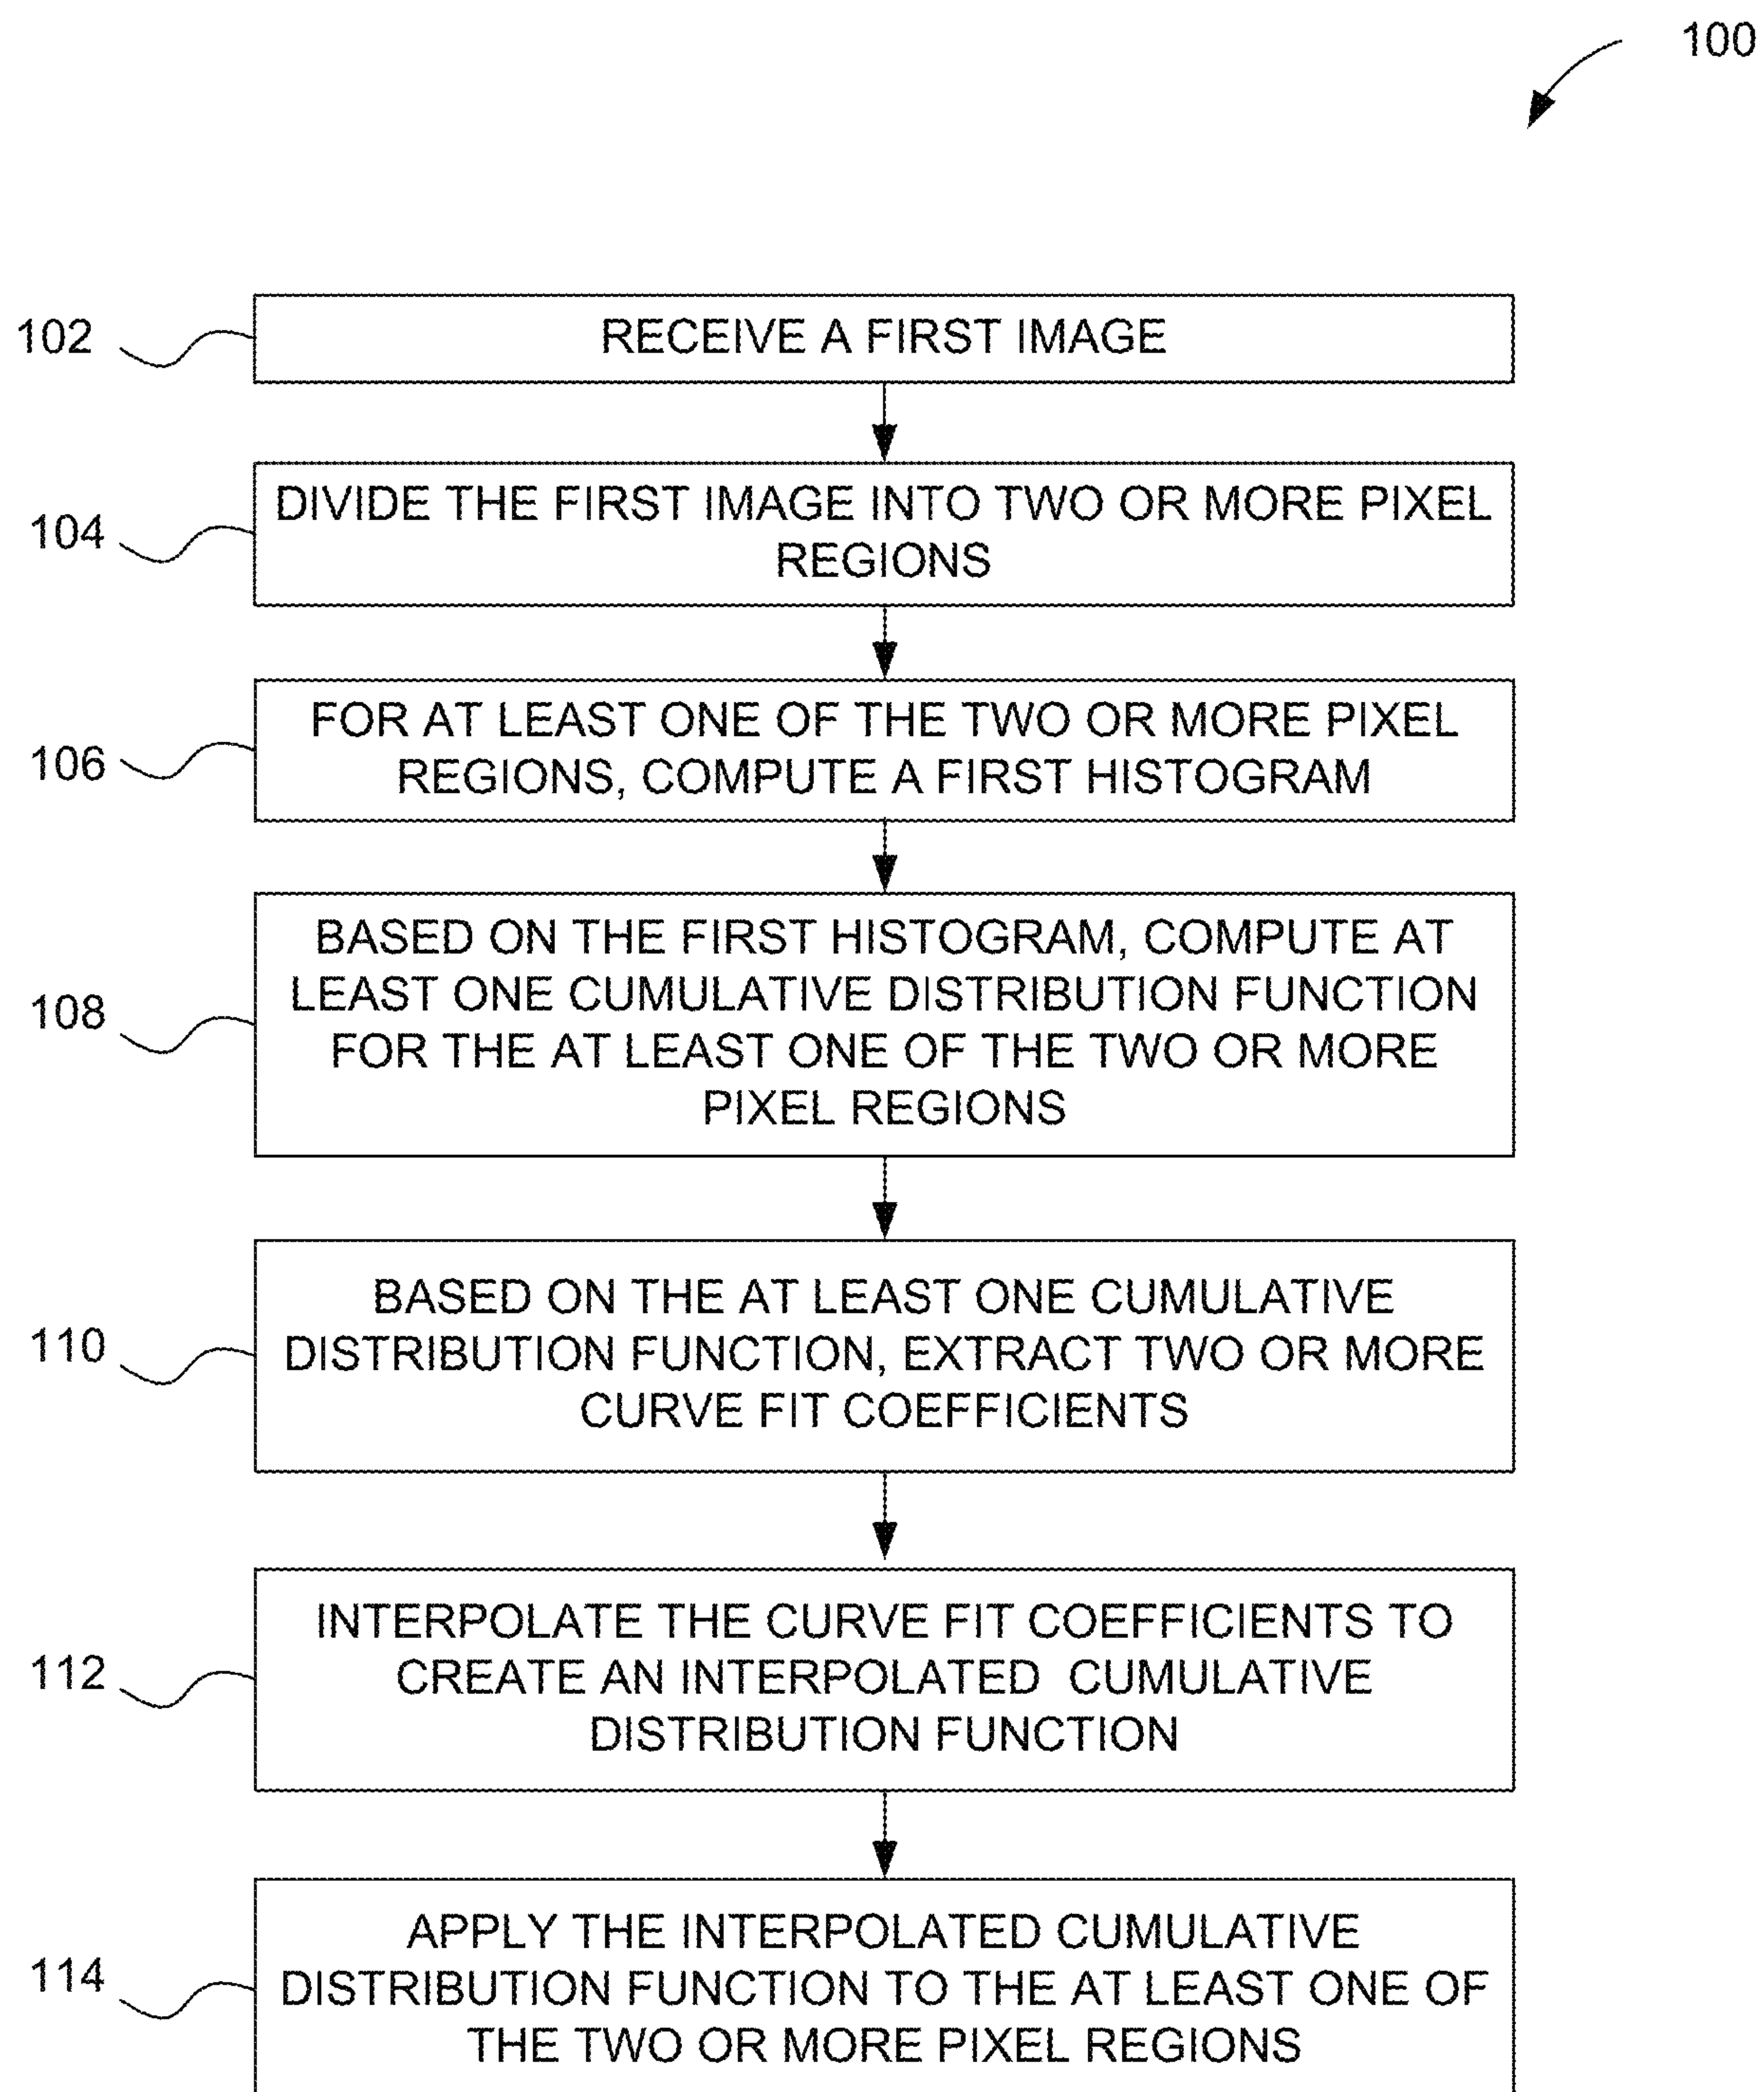 100
102
RECEIVE A FIRST IMAGE
104
DIVIDE THE FIRST IMAGE INTO TWO OR MORE PIXEL
REGIONS
106
FOR AT LEAST ONE OF THE TWO OR MORE PIXEL
REGIONS, COMPUTE A FIRST HISTOGRAM
108
BASED ON THE FIRST HISTOGRAM, COMPUTE AT
LEAST ONE CUMULATIVE DISTRIBUTION FUNCTION
FOR THE AT LEAST ONE OF THE TWO OR MORE
PIXEL REGIONS
110
BASED ON THE AT LEAST ONE CUMULATIVE
DISTRIBUTION FUNCTION, EXTRACT TWO OR MORE
CURVE FIT COEFFICIENTS
112
INTERPOLATE THE CURVE FIT COEFFICIENTS TO
CREATE AN INTERPOLATED CUMULATIVE
DISTRIBUTION FUNCTION
114
APPLY THE INTERPOLATED CUMULATIVE
DISTRIBUTION FUNCTION TO THE AT LEAST ONE OF
THE TWO OR MORE PIXEL REGIONS